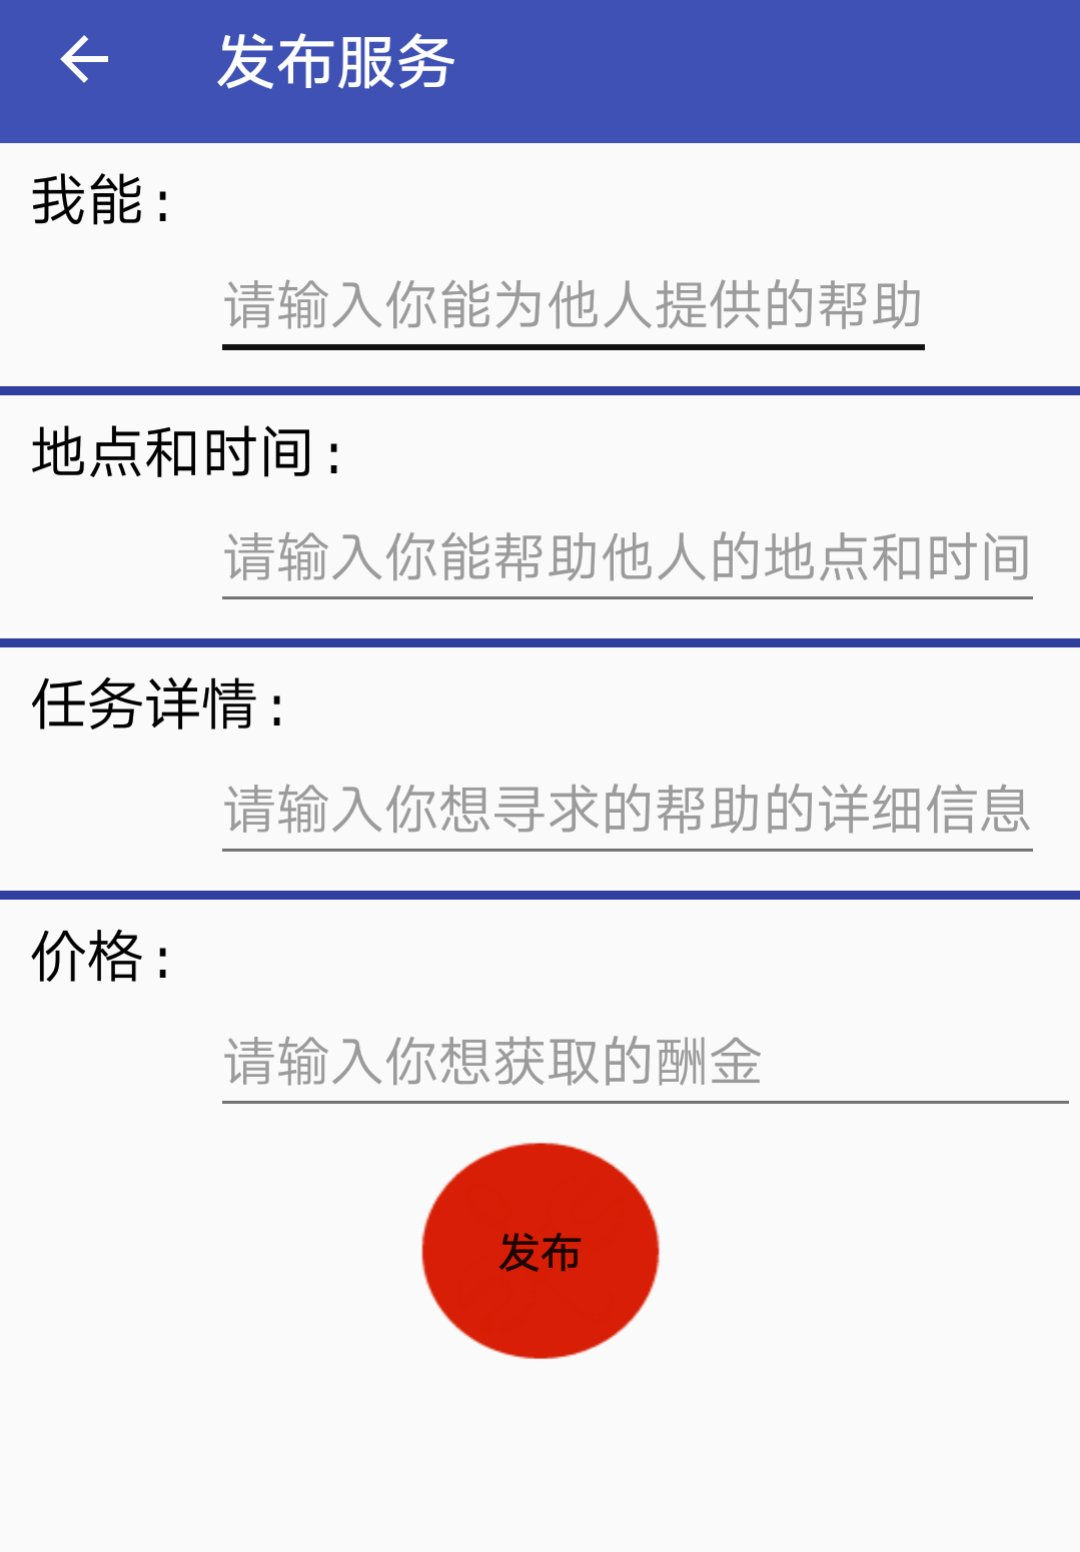 发布服务
我能：
请输入你能为他人提供的帮助
地点和时间：
请输入你能帮助他人的地点和时间
任务详情：
请输入你想寻求的帮助的详细信息
价格：
请输入你想获取的酬金
发布